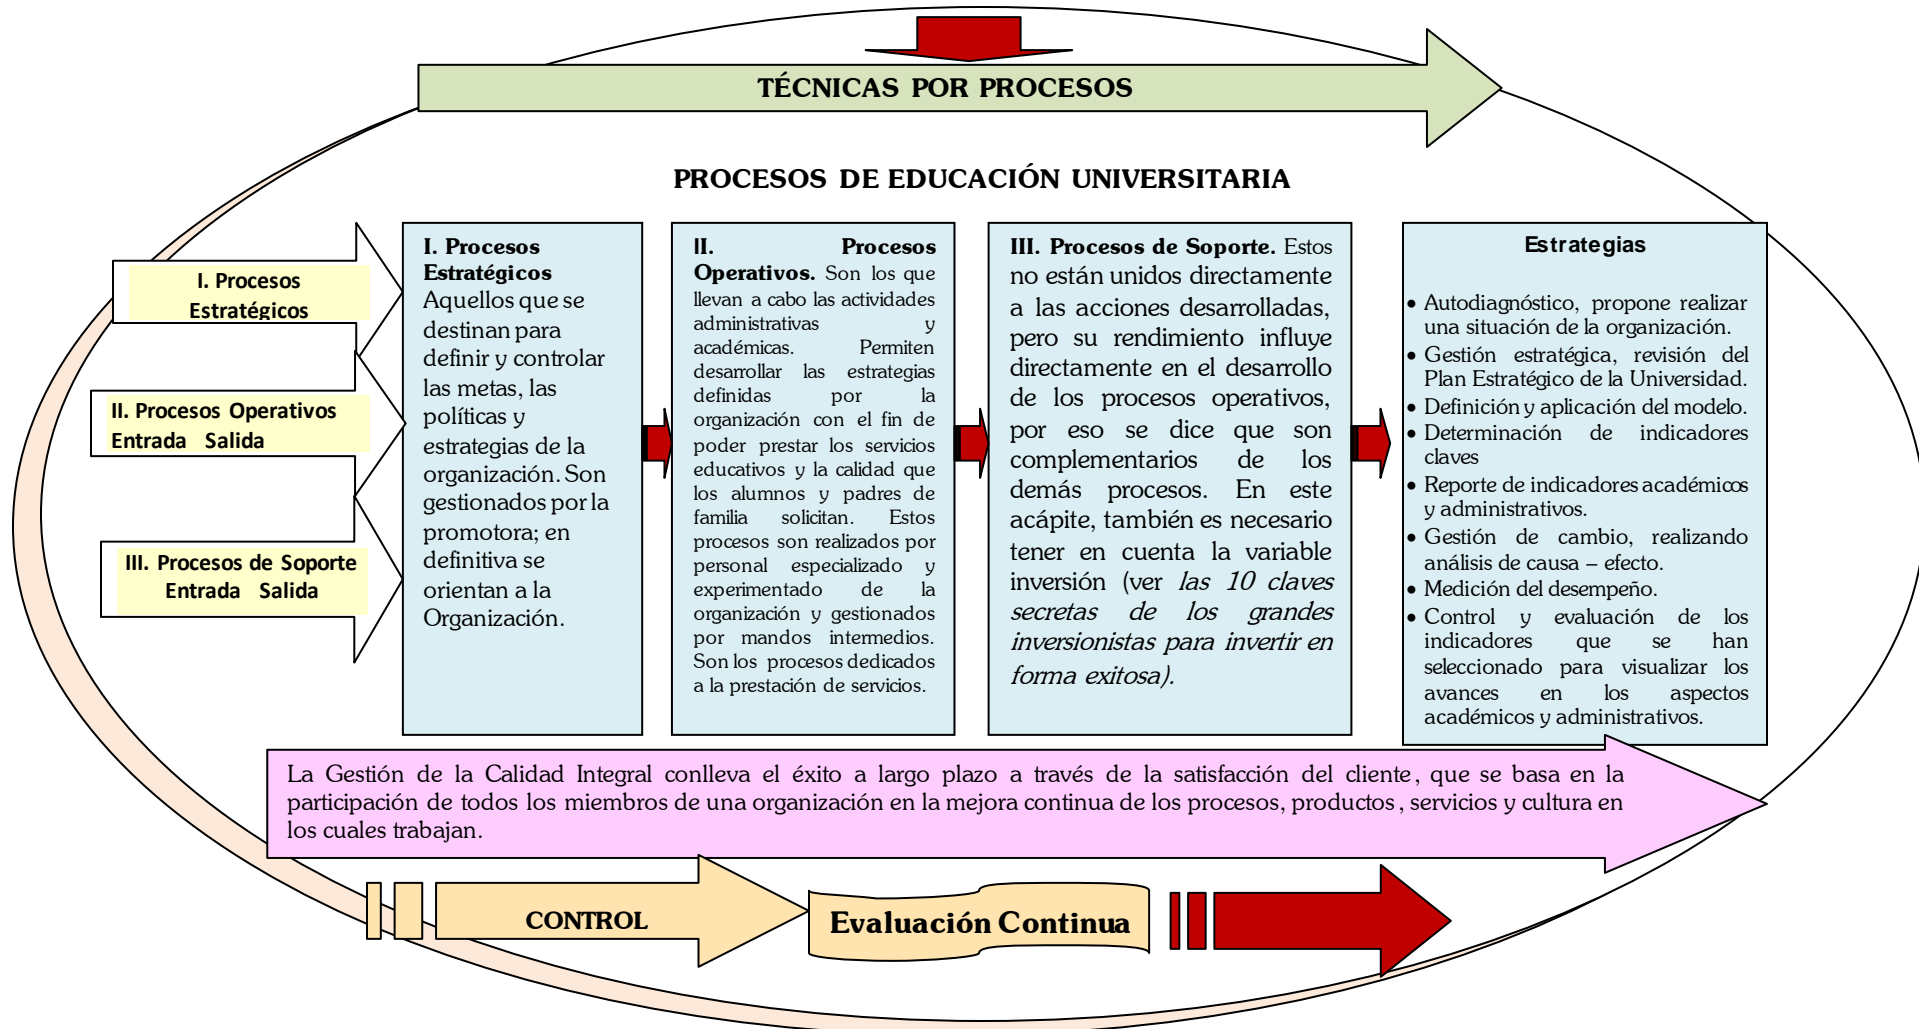 TÉCNICAS POR PROCESOS
PROCESOS DE EDUCACIÓN UNIVERSITARIA
I. Procesos
Estratégicos
II. Procesos Operativos
Entrada Salida
III. Procesos de Soporte
Entrada Salida
I. Procesos
Estratégicos
Aquellos que se
destinan para
definir y controlar
las metas, las
políticas y
estrategias de la
organización. Son
gestionados por la
promotora; en
definitiva se
orientan a la
Organización.
II. Procesos
Operativos. Son los que
llevan a cabo las actividades
administrativas y
académicas. Permiten
desarrollar las estrategias
definidas por la
organización con el fin de
poder prestar los servicios
educativos y la calidad que
los alumnos y padres de
familia solicitan. Estos
procesos son realizados por
personal especializado y
experimentado de la
organización y gestionados
por mandos intermedios.
Son los procesos dedicados
a la prestación de servicios.
III. Procesos de Soporte. Estos
no están unidos directamente
a las acciones desarrolladas,
pero su rendimiento influye
directamente en el desarrollo
de los procesos operativos,
por eso se dice que son
complementarios de los
demás procesos. En este
acápite, también es necesario
tener en cuenta la variable
inversión (ver las 10 claves
secretas de los grandes
inversionistas para invertir en
forma exitosa).
Estrategias
• Autodiagnóstico, propone realizar
una situación de la organización.
• Gestión estratégica, revisión del
Plan Estratégico de la Universidad.
• Definición y aplicación del modelo.
• Determinación de indicadores
claves
• Reporte de indicadores académicos
y administrativos.
• Gestión de cambio, realizando
análisis de causa – efecto.
• Medición del desempeño.
• Control y evaluación de los
indicadores que se han
seleccionado para visualizar los
avances en los aspectos
académicos y administrativos.
La Gestión de la Calidad Integral conlleva el éxito a largo plazo a través de la satisfacción del cliente, que se basa en la
participación de todos los miembros de una organización en la mejora continua de los procesos, productos, servicios y cultura en
los cuales trabajan.
CONTROL
Evaluación Continua